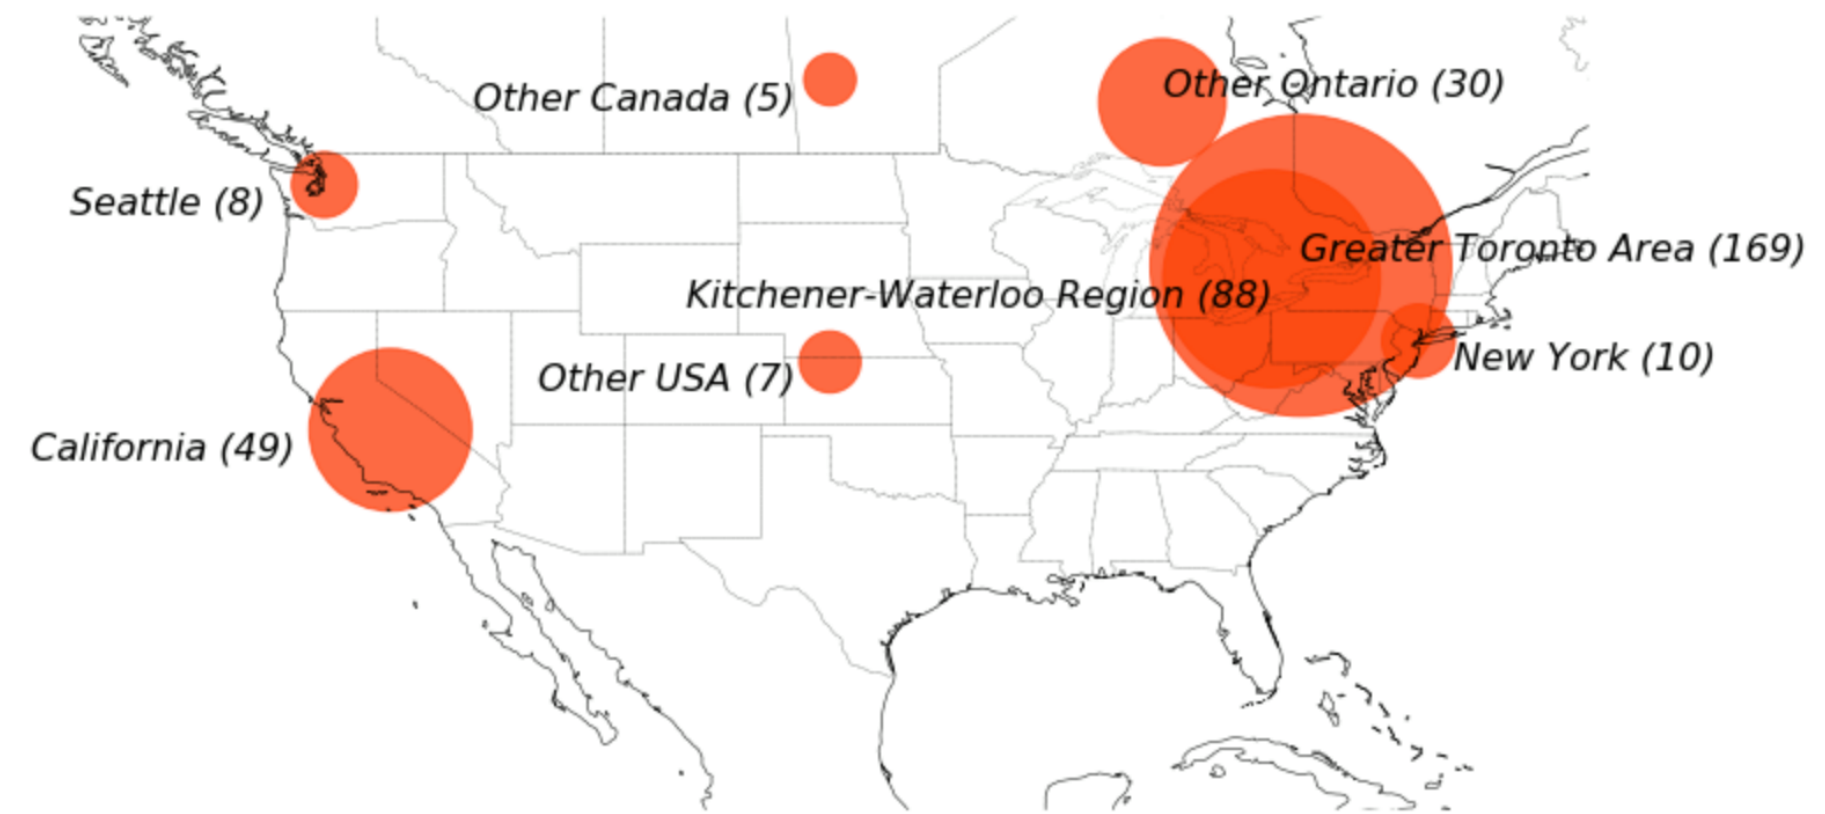 Other Ontario (30)
Other Canada (5)
Seattle (8)
Greater Toronto Area (169)
Kitchener-Waterloo Region (88)
New York (10)
Other USA (7)
California (49)